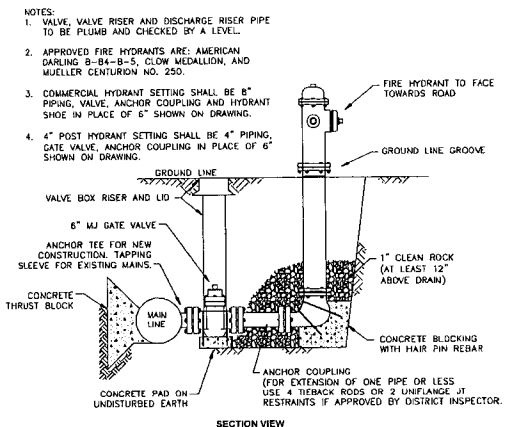 NOTES:
1. VALVE, VALVE RISER AND DISCHARGE RISER PIPE
TO BE PLUMB AND CHECKED BY A LEVEL.
2. APPROVED FIRE HYDRANTS ARE: AMERICAN
DARLING B-84-B-5, CLOW MEDALLION, AND
MUELLER CENTURION NO. 250.
3. COMMERCIAL HYDRANT SETTING SHALL BE 8"
PIPING, VALVE, ANCHOR COUPLING AND HYDRANT
SHOE IN PLACE OF 6" SHOWN ON DRAWING.
4. 4" POST HYDRANT SETTING SHALL BE 4" PIPING,
GATE VALVE, ANCHOR COUPLING IN PLACE OF 6"
SHOWN ON DRAWING.
FIRE HYDRANT TO FACE
TOWARDS ROAD
GROUND LINE GROOVE
GROUND LINE
VALVE BOX RISER AND LID
6" MJ GATE VALVE
ANCHOR TEE FOR NEW
CONSTRUCTION. TAPPING
SLEEVE FOR EXISTING MAINS.
1" CLEAN ROCK
(AT LEAST 12"
ABOVE DRAIN)
CONCRETE
THRUST BLOCK
MAIN
LINE
CONCRETE BLOCKING
WITH HAIR PIN REBAR
CONCRETE PAD ON
UNDISTURBED EARTH
ANCHOR COUPLING
(FOR EXTENSION OF ONE PIPE OR LESS
USE 4 TIEBACK RODS OR 2 UNIFLANGE JT
RESTRAINTS IF APPROVED BY DISTRICT INSPECTOR.
SECTION VIEW